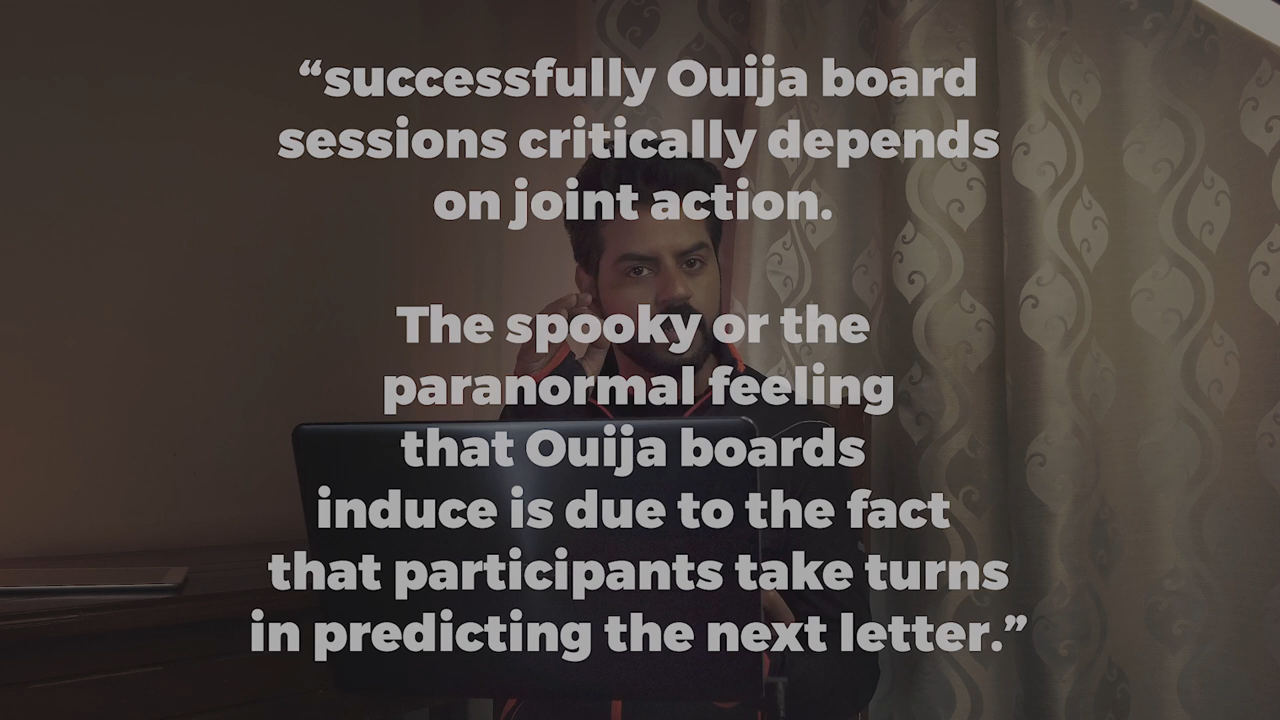 “successfully Ouija board
sessions critically depends
on joint action.
The spooky or the
paranormal feeling
that Ouija boards
induce is due to the fact
that participants take turns
in predicting the next letter.”